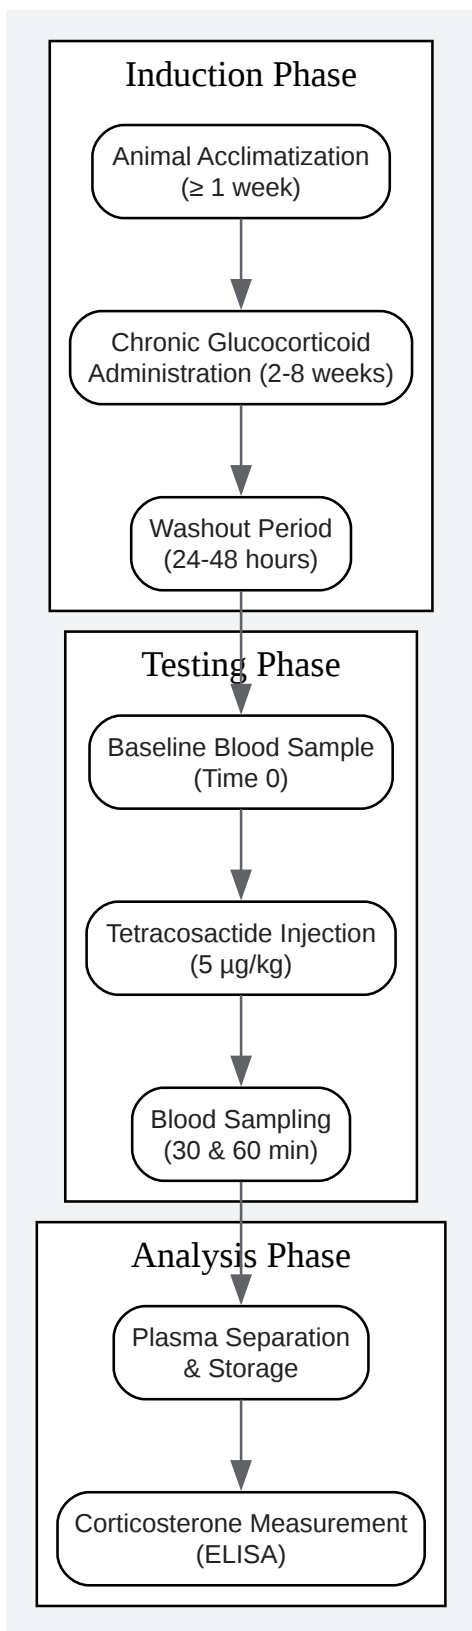 Induction Phase
Animal Acclimatization
(≥ 1 week)
Chronic Glucocorticoid
Administration (2-8 weeks)
Washout Period
(24-48 hours)
Testing Phase
Baseline Blood Sample
(Time 0)
Tetracosactide Injection
(5 µg/kg)
Blood Sampling
(30 & 60 min)
Analysis Phase
Plasma Separation
& Storage
Corticosterone Measurement
(ELISA)